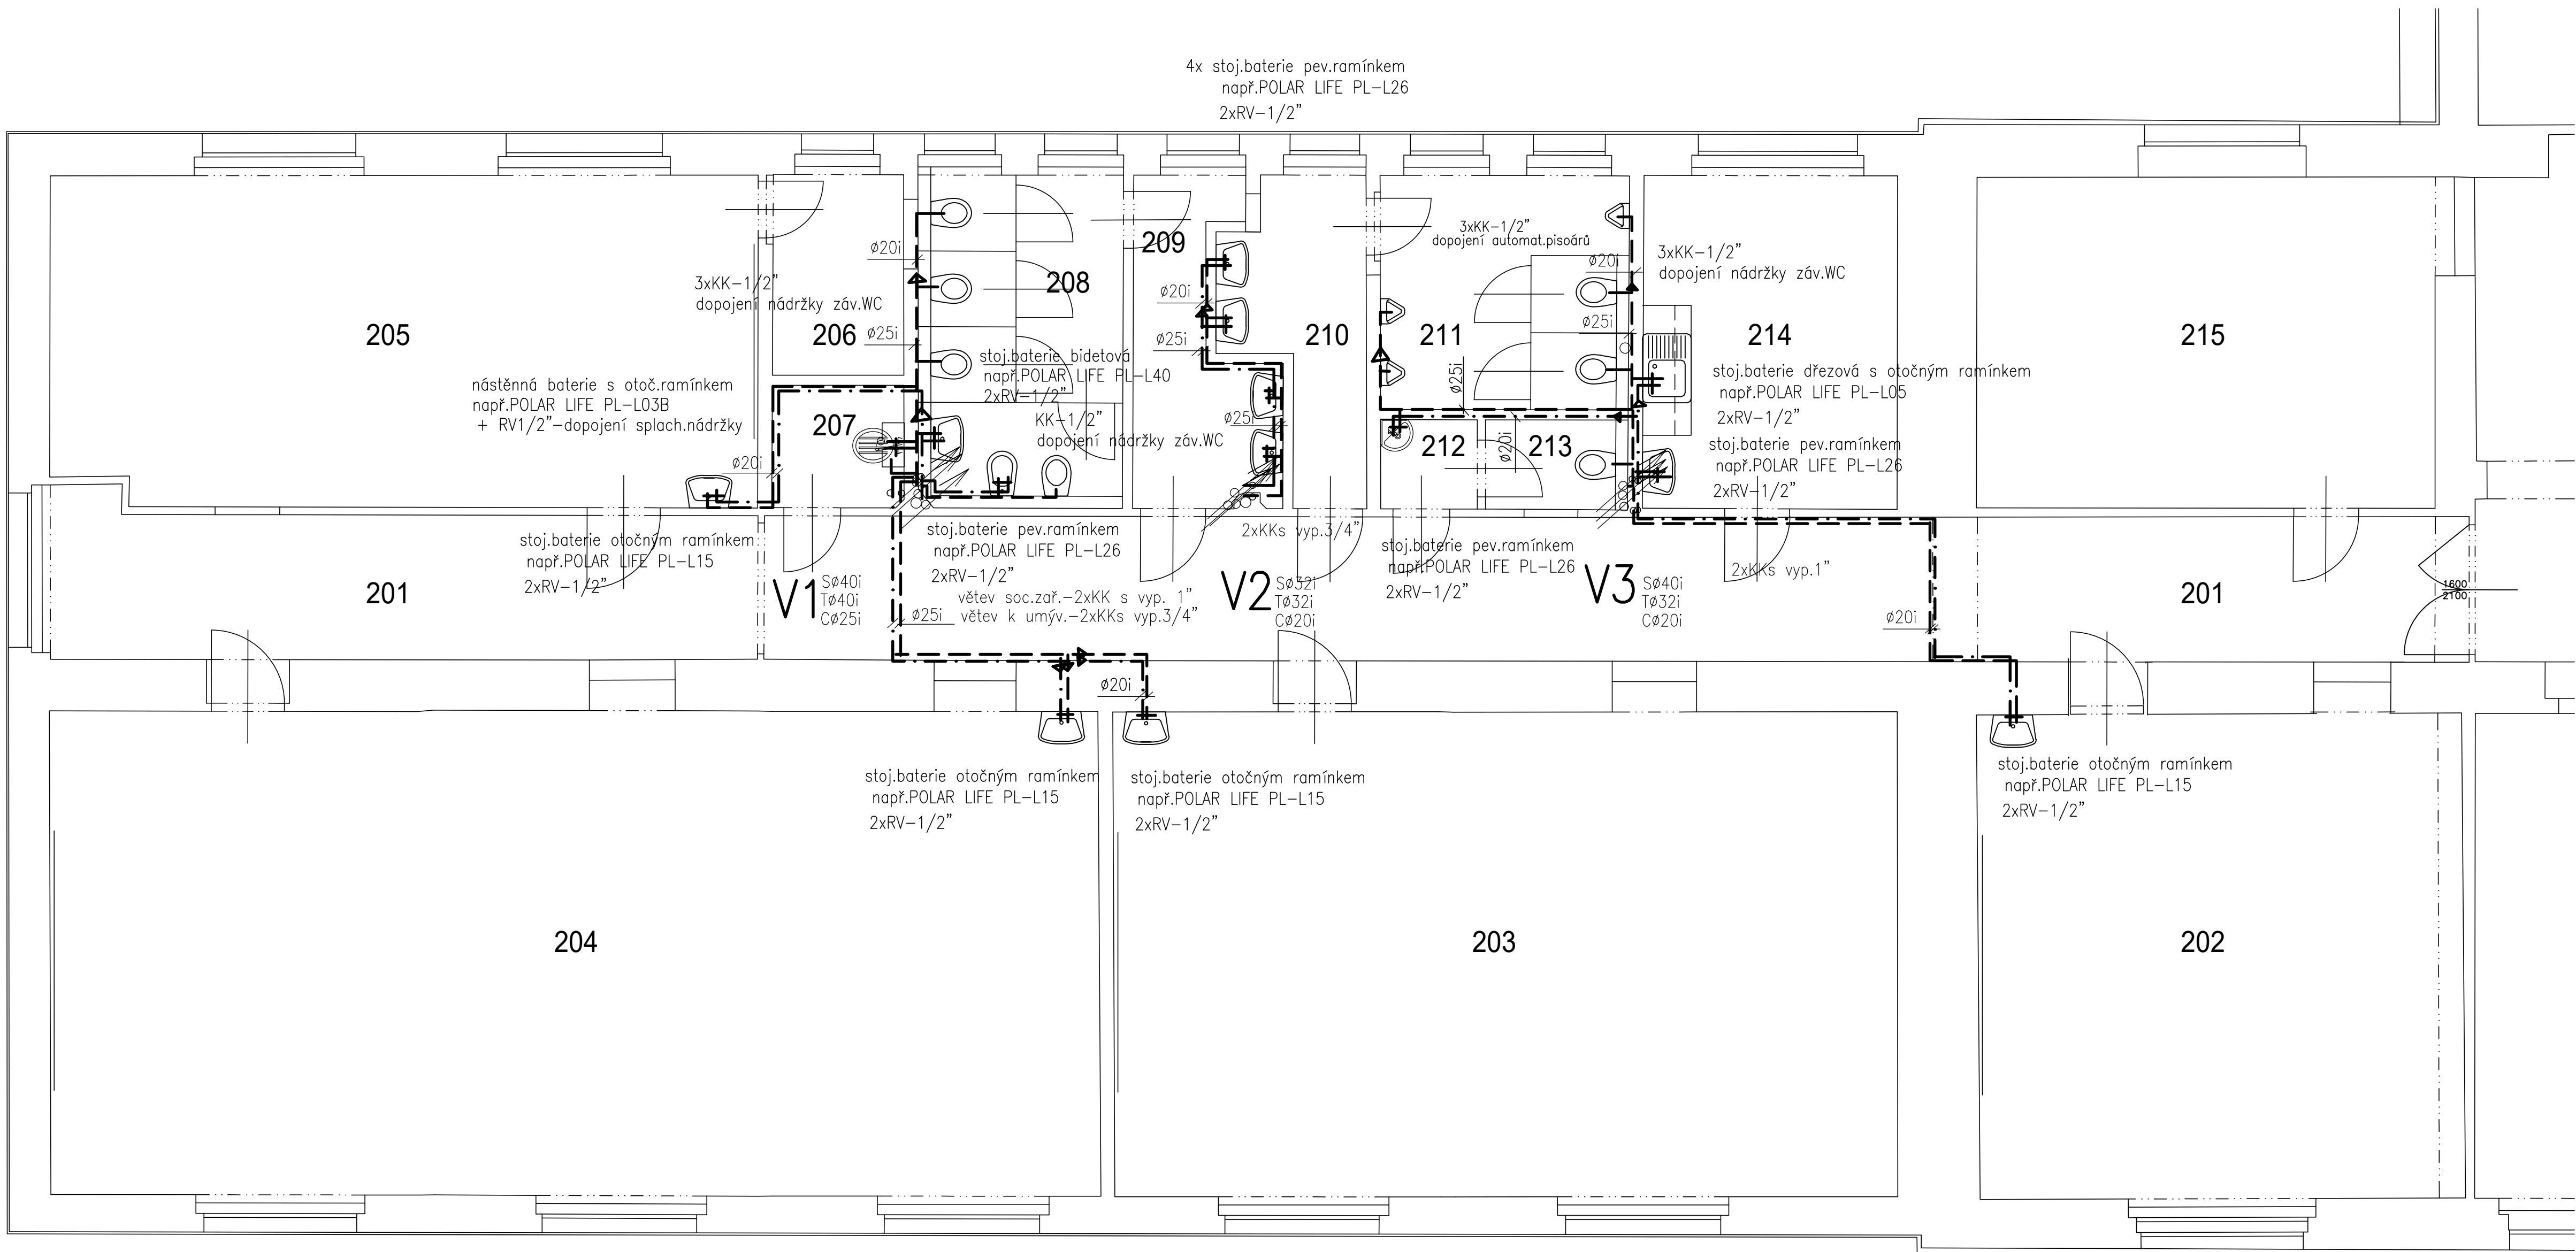 4x stoj.baterie pev.ramínkem
např.POLAR LIFE PL-L26
2xRV-1/2"
ø20i
3xKK-1/2"
dopojení nádržky záv.WC
205
206
ø25i
208
209
ø20i
ø25i
210
3xKK-1/2"
dopojení automat.pisoárů
211
ø20i
ø25i
3xKK-1/2"
dopojení nádržky záv.WC
214
215
nástěnná baterie s otoč.ramínkem
např.POLAR LIFE PL-L03B
+ RV1/2"-dopojení splach.nádržky
207
ø20i
stoj.baterie bidetová
např.POLAR LIFE PL-L40
2xRV-1/2"
KK-1/2"
dopojení nádržky záv.WC
ø25i
ø25i
212
ø20i
213
stoj.baterie dřezová s otočným ramínkem
např.POLAR LIFE PL-L05
2xRV-1/2"
stoj.baterie pev.ramínkem
např.POLAR LIFE PL-L26
2xRV-1/2"
stoj.baterie otočným ramínkem
např.POLAR LIFE PL-L15
2xRV-1/2"
201
V1
Sø40i
Tø40i
Cø25i
stoj.baterie pev.ramínkem
např.POLAR LIFE PL-L26
2xRV-1/2"
větev soc.zař.-2xKK s vyp. 1"
ø25i
větev k umýv.-2xKKs vyp.3/4"
2xKKs vyp.3/4"
V2
Sø32i
Tø32i
Cø20i
stoj.baterie pev.ramínkem
např.POLAR LIFE PL-L26
2xRV-1/2"
V3
Sø40i
Tø32i
Cø20i
2xKKs vyp.1"
ø20i
201
1600
2100
ø20i
stoj.baterie otočným ramínkem
např.POLAR LIFE PL-L15
2xRV-1/2"
stoj.baterie otočným ramínkem
např.POLAR LIFE PL-L15
2xRV-1/2"
stoj.baterie otočným ramínkem
např.POLAR LIFE PL-L15
2xRV-1/2"
204
203
202